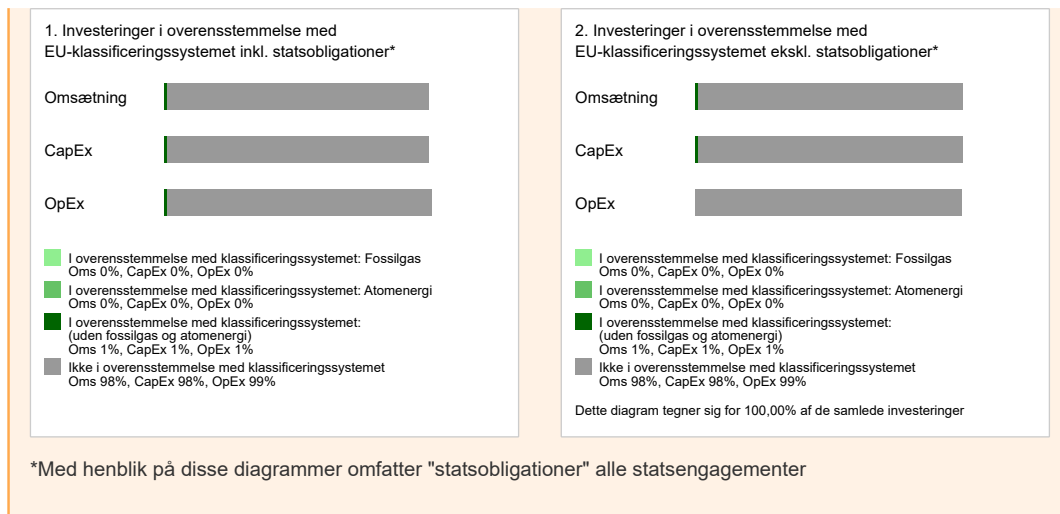 1. Investeringer i overensstemmelse med
EU-klassificeringssystemet inkl. statsobligationer*
Omsætning
CapEx
OpEx
I overensstemmelse med klassificeringssystemet: Fossilgas
Oms 0%, CapEx 0%, OpEx 0%
I overensstemmelse med klassificeringssystemet: Atomenergi
Oms 0%, CapEx 0%, OpEx 0%
I overensstemmelse med klassificeringssystemet:
(uden fossilgas og atomenergi)
Oms 1%, CapEx 1%, OpEx 1%
Ikke i overensstemmelse med klassificeringssystemet
Oms 98%, CapEx 98%, OpEx 99%
2. Investeringer i overensstemmelse med
EU-klassificeringssystemet ekskl. statsobligationer*
Omsætning
CapEx
OpEx
I overensstemmelse med klassificeringssystemet: Fossilgas
Oms 0%, CapEx 0%, OpEx 0%
I overensstemmelse med klassificeringssystemet: Atomenergi
Oms 0%, CapEx 0%, OpEx 0%
I overensstemmelse med klassificeringssystemet:
(uden fossilgas og atomenergi)
Oms 1%, CapEx 1%, OpEx 1%
Ikke i overensstemmelse med klassificeringssystemet
Oms 98%, CapEx 98%, OpEx 99%
Dette diagram tegner sig for 100,00% af de samlede investeringer
*Med henblik på disse diagrammer omfatter "statsobligationer" alle statsengagementer